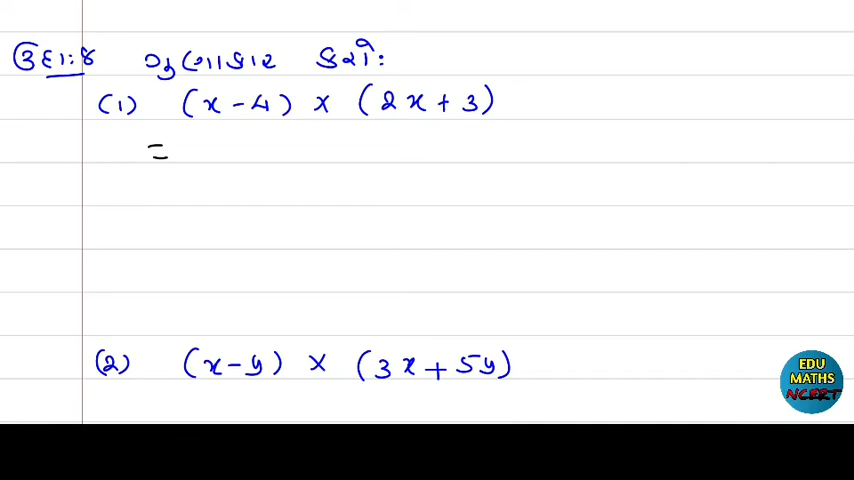 ઉદા:૪ ગુણાકાર કરો:
(1) (x - 4) × (2x + 3)
=
(2) (x - y) × (3x + 5y)
EDU
MATHS
NCERT